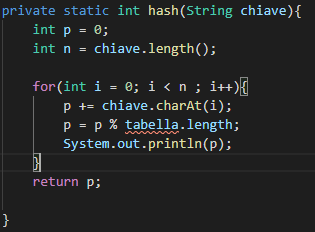 private static int hash(String chiave){
    int p = 0;
    int n = chiave.length();
    for(int i = 0; i < n ; i++){
        p += chiave.charAt(i);
        p = p % tabella.length;
        System.out.println(p);
    }
    return p;
}